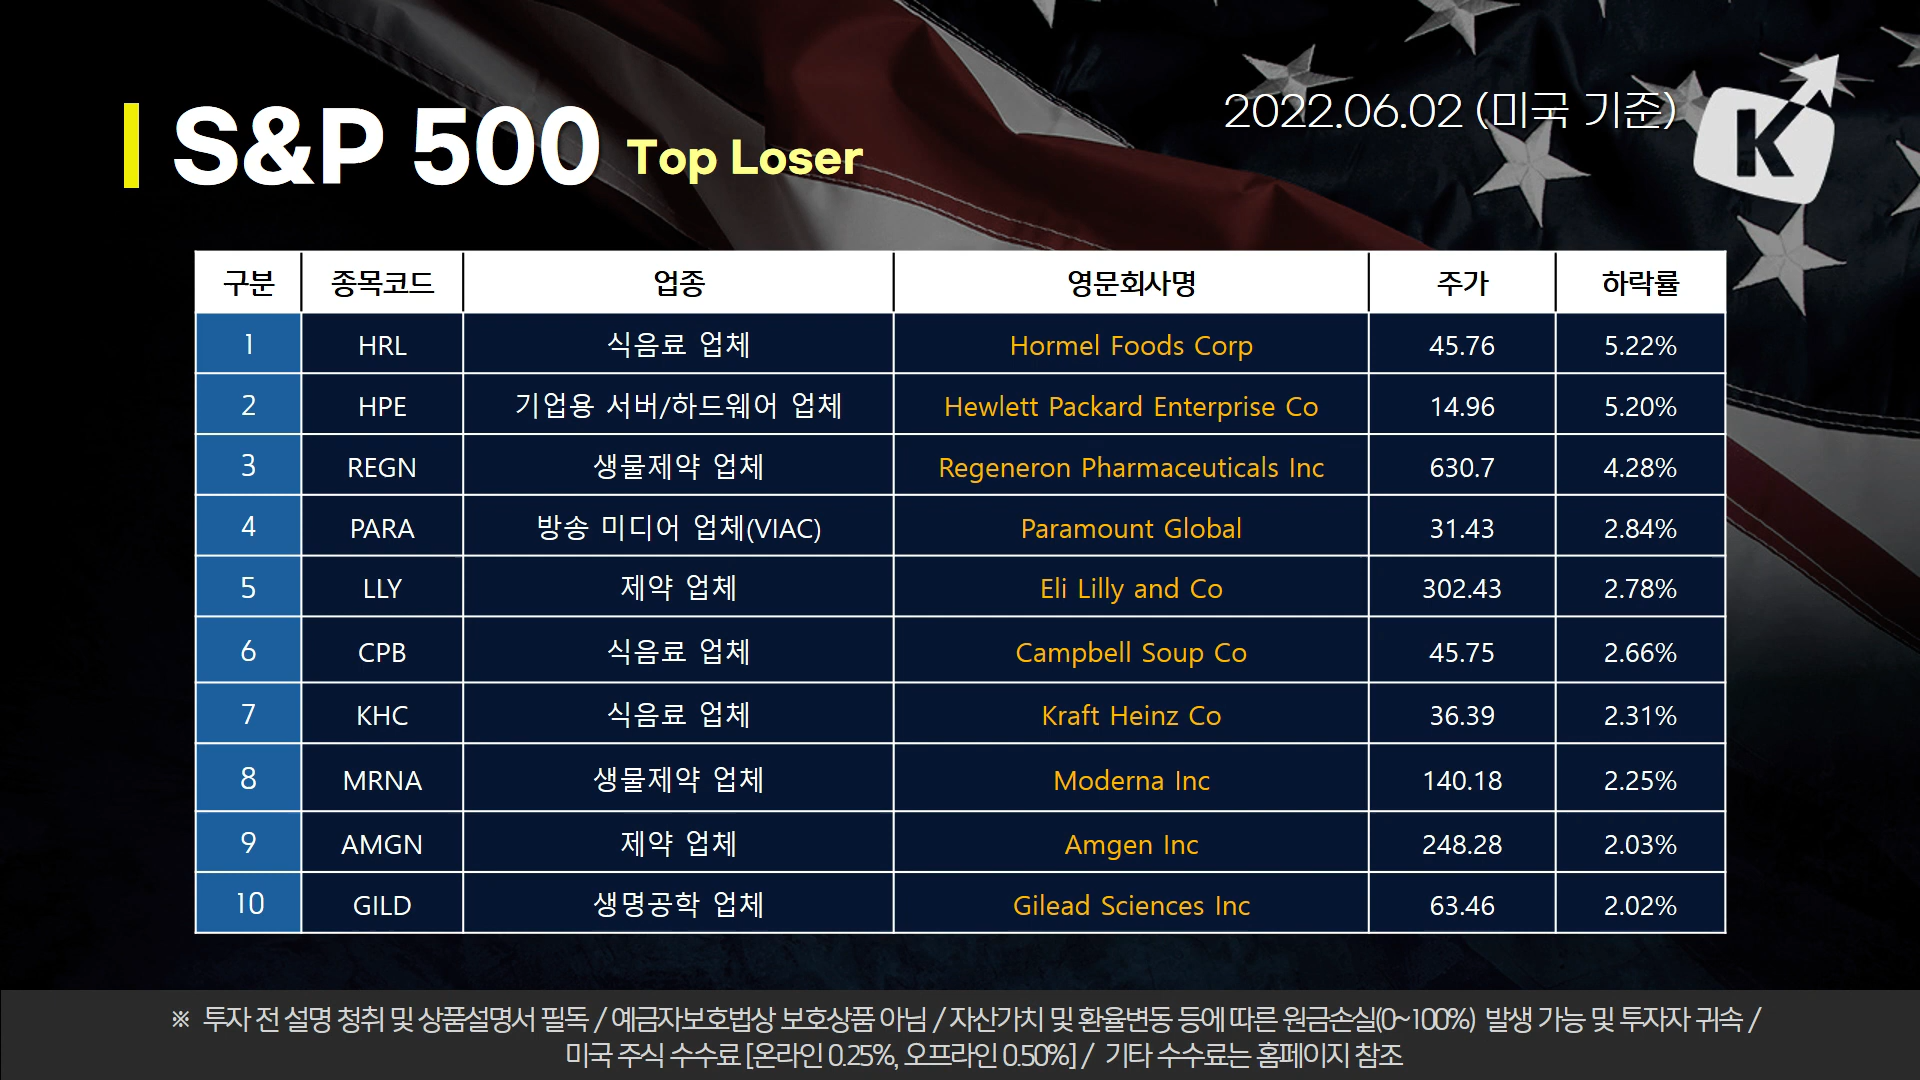 S&P 500 Top Loser
2022.06.02 (미국 기준)
K
구분 종목코드 업종 영문회사명 주가 하락률
1 HRL 식음료 업체 Hormel Foods Corp 45.76 5.22%
2 HPE 기업용 서버/하드웨어 업체 Hewlett Packard Enterprise Co 14.96 5.20%
3 REGN 생물제약 업체 Regeneron Pharmaceuticals Inc 630.7 4.28%
4 PARA 방송 미디어 업체(VIAC) Paramount Global 31.43 2.84%
5 LLY 제약 업체 Eli Lilly and Co 302.43 2.78%
6 CPB 식음료 업체 Campbell Soup Co 45.75 2.66%
7 KHC 식음료 업체 Kraft Heinz Co 36.39 2.31%
8 MRNA 생물제약 업체 Moderna Inc 140.18 2.25%
9 AMGN 제약 업체 Amgen Inc 248.28 2.03%
10 GILD 생명공학 업체 Gilead Sciences Inc 63.46 2.02%
※ 투자 전 설명 청취 및 상품설명서 필독 / 예금자보호법상 보호상품 아님 / 자산가치 및 환율변동 등에 따른 원금손실(0~100%) 발생 가능 및 투자자 귀속 /
미국 주식 수수료 [온라인 0.25%, 오프라인 0.50%] / 기타 수수료는 홈페이지 참조